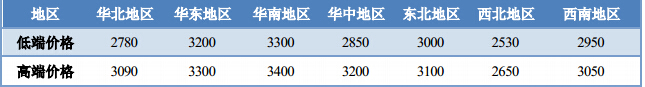 地区 华北地区 华东地区 华南地区 华中地区 东北地区 西北地区 西南地区
低端价格 2780 3200 3300 2850 3000 2530 2950
高端价格 3090 3300 3400 3200 3100 2650 3050